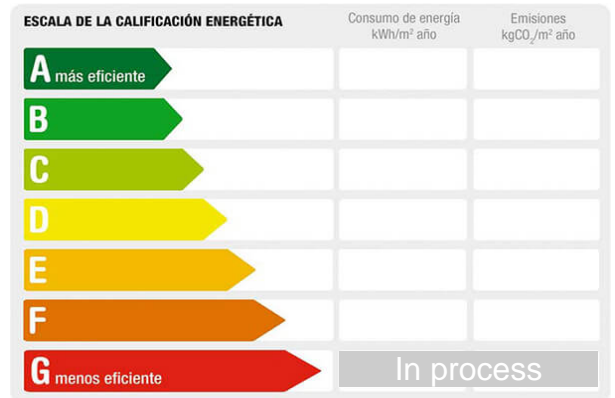 ESCALA DE LA CALIFICACIÓN ENERGÉTICA
Consumo de energía
kWh/m² año
Emisiones
kgCO₂/m² año
A más eficiente
B
C
D
E
F
G menos eficiente
In process